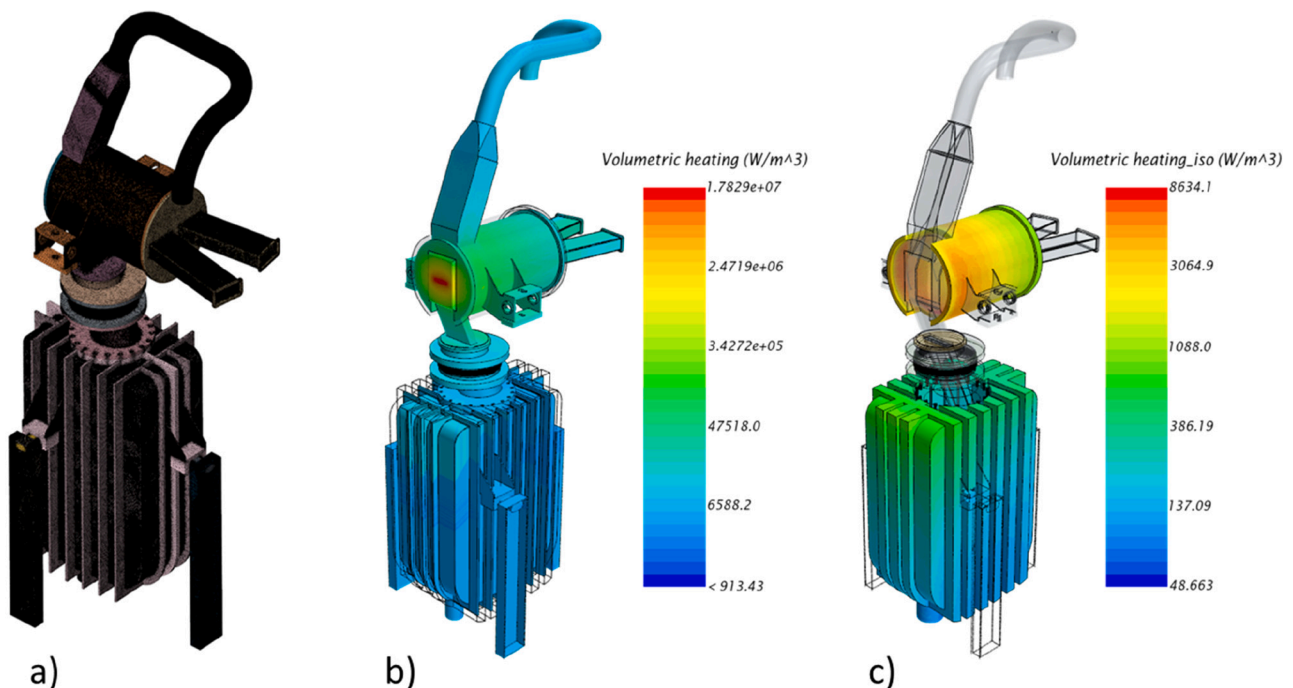 Volumetric heating (W/m^3)
1.7829e+07
2.4719e+06
3.4272e+05
47518.0
6588.2
< 913.43
Volumetric heating_iso (W/m^3)
8634.1
3064.9
1088.0
386.19
137.09
48.663
a)
b)
c)